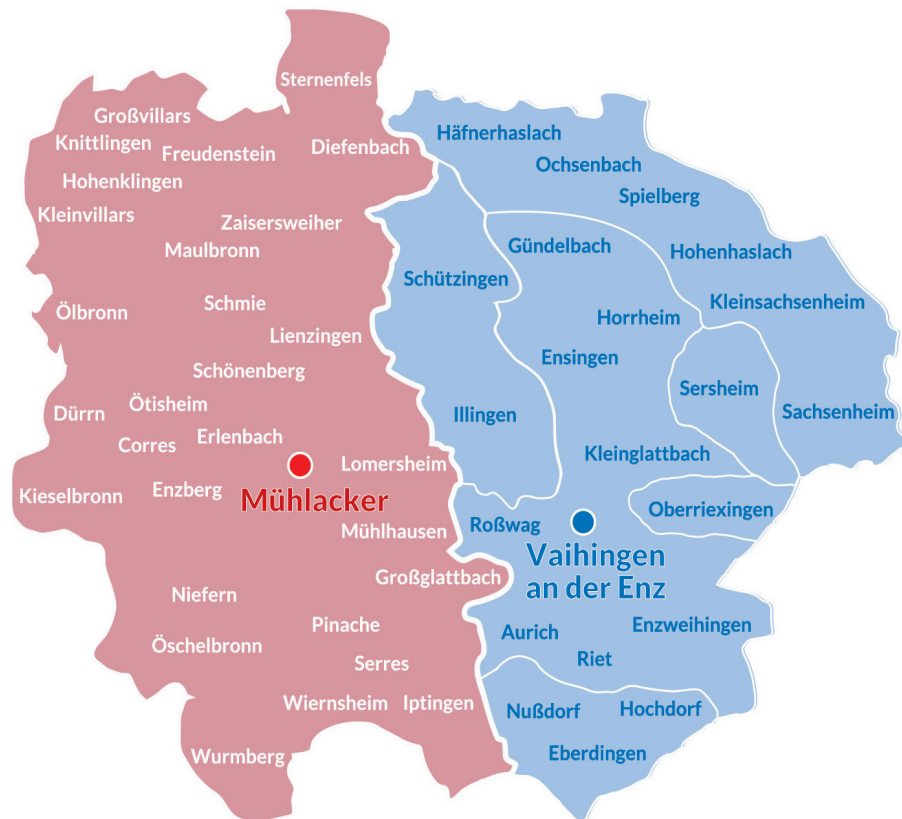 Sternenfels
Großvillars
Knittlingen
Freudenstein
Diefenbach
Hohenklingen
Kleinvillars
Zaisersweiher
Maulbronn
Ölbronn
Schmie
Lienzingen
Schönenberg
Dürrn
Ötisheim
Corres
Erlenbach
Lomersheim
Kieselbronn
Enzberg
Mühlacker
Mühlhausen
Großglattbach
Niefern
Pinache
Öschelbronn
Serres
Wiernsheim
Iptingen
Wurmberg
Häfnerhaslach
Ochsenbach
Spielberg
Gündelbach
Hohenhaslach
Schützingen
Kleinsachsenheim
Horrheim
Ensingen
Sersheim
Illingen
Sachsenheim
Kleinglattbach
Oberriexingen
Roßwag
Vaihingen
an der Enz
Aurich
Enzweihingen
Riet
Nußdorf
Hochdorf
Eberdingen